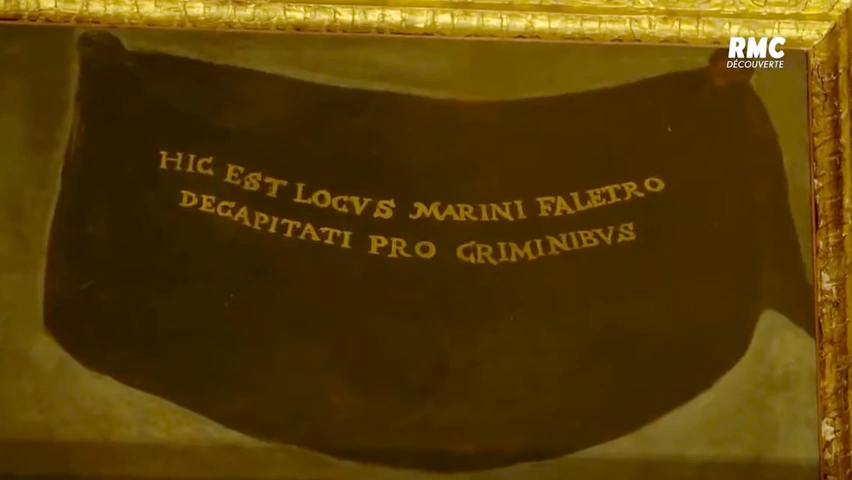 RMC
DÉCOUVERTE
HIC EST LOCVS MARINI FALETRO
DECAPITATI PRO CRIMINIBVS